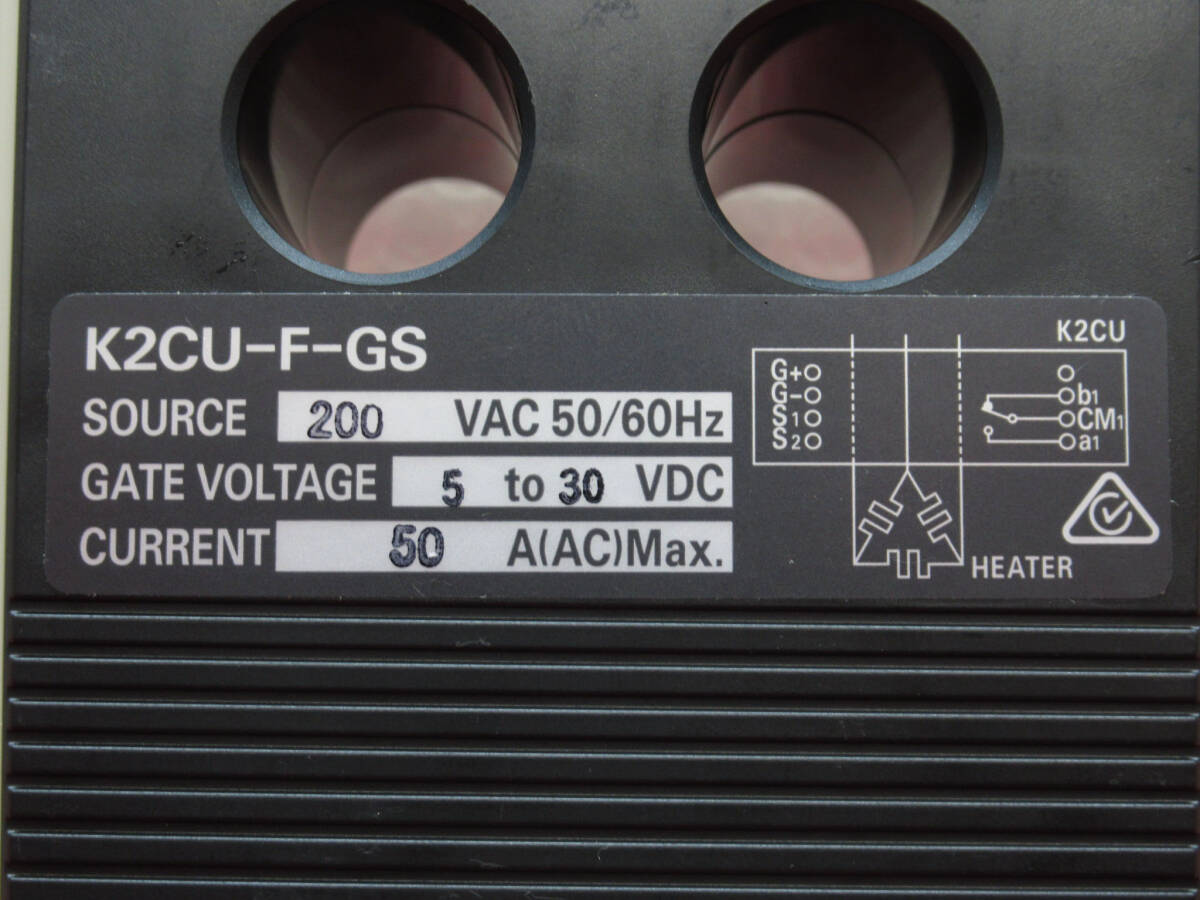 K2CU-F-GS
SOURCE 200 VAC 50/60Hz
GATE VOLTAGE 5 to 30 VDC
CURRENT 50 A(AC)Max.
K2CU
G+
G-
S1
S2
b1
CM1
a1
HEATER